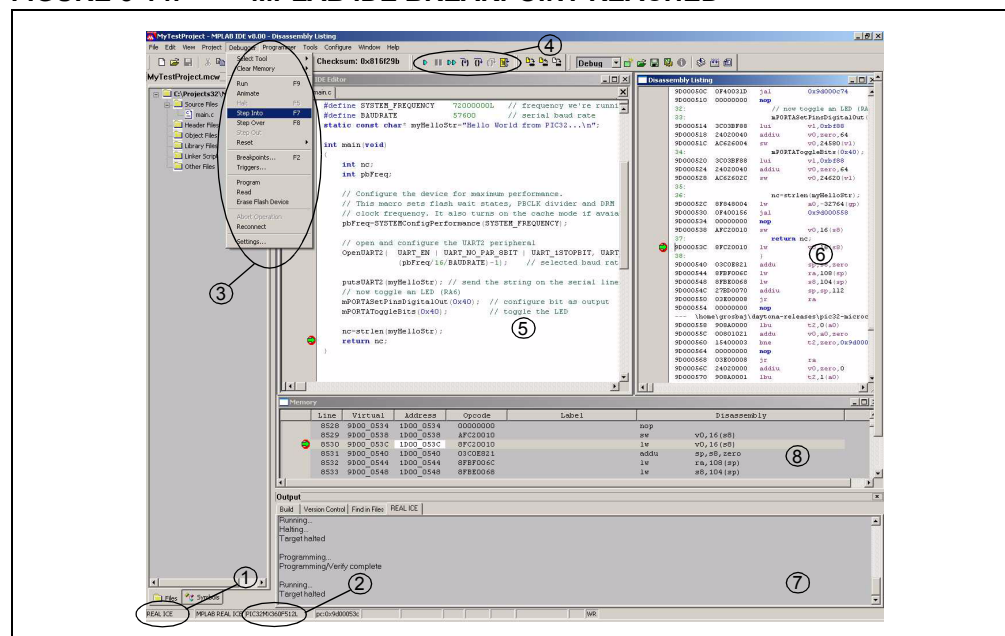 FIGURE 3-14: MPLAB IDE BREAKPOINT REACHED
MyTestProject - MPLAB IDE v8.00 - Disassembly Listing
File Edit View Project Debugger Programmer Tools Configure Window Help
Checksum: 0x816f29b
Debug
④
MyTestProject.mcw
C:\Projects32\
Source Files
main.c
Header Files
Object Files
Library Files
Linker Scrip
Other Files
Select Tool
Clear Memory
Run F9
Animate
Halt F5
Step Into F7
Step Over F8
Step Out
Reset
Breakpoints... F2
Triggers...
Program
Read
Erase Flash Device
Abort Operation
Reconnect
Settings...
③
IDE Editor
main.c
#define SYSTEM_FREQUENCY 72000000L // frequency we're runni
#define BAUDRATE 57600 // serial baud rate
static const char* myHelloStr="Hello World from PIC32...\n";
int main(void)
{
int nc;
int pbFreq;
// Configure the device for maximum performance.
// This macro sets flash wait states, PBCLK divider and DRM
// clock frequency. It also turns on the cache mode if avaia
pbFreq=SYSTEMConfigPerformance(SYSTEM_FREQUENCY);
// open and configure the UART2 peripheral
OpenUART2( UART_EN | UART_NO_PAR_8BIT | UART_1STOPBIT, UART
(pbFreq/16/BAUDRATE)-1); // selected baud rat
putsUART2(myHelloStr); // send the string on the serial line
// now toggle an LED (RA6)
mPORTASetPinsDigitalOut(0x40); // configure bit as output
mPORTAToggleBits(0x40); // toggle the LED
⑤
nc=strlen(myHelloStr);
return nc;
}
Disassembly Listing
9D00050C 0F40031D jal 0x9d000c74
9D000510 00000000 nop
32: // now toggle an LED (RA
33: mPORTASetPinsDigitalOut(
9D000514 3C03BF88 lui v1,0xbf88
9D000518 24020040 addiu v0,zero,64
9D00051C AC626004 sw v0,24580(v1)
34: mPORTAToggleBits(0x40);
9D000520 3C03BF88 lui v1,0xbf88
9D000524 24020040 addiu v0,zero,64
9D000528 AC62602C sw v0,24620(v1)
35:
36: nc=strlen(myHelloStr);
9D00052C 8F848004 lw a0,-32764(gp)
9D000530 0F400156 jal 0x9d000558
9D000534 00000000 nop
9D000538 AFC20010 sw v0,16(s8)
37: return nc;
9D00053C 8FC20010 lw (s8)
⑥
38: }
9D000540 03C0E821 addu sp,s8,zero
9D000544 8FBF006C lw ra,108(sp)
9D000548 8FBE0068 lw s8,104(sp)
9D00054C 27BD0070 addiu sp,sp,112
9D000550 03E00008 jr ra
9D000554 00000000 nop
--- \home\grosbaj\daytona-releases\pic32-microc
9D000558 908A0000 lbu t2,0(a0)
9D00055C 00801021 addu v0,a0,zero
9D000560 15400003 bne t2,zero,0x9d000
9D000564 00000000 nop
9D000568 03E00008 jr ra
9D00056C 24020000 addiu v0,zero,0
9D000570 908A0001 lbu t2,1(a0)
Memory
Line Virtual Address Opcode Label Disassembly
8528 9D00_0534 1D00_0534 00000000 nop
8529 9D00_0538 1D00_0538 AFC20010 sw v0,16(s8)
8530 9D00_053C 1D00_053C 8FC20010 lw v0,16(s8)
8531 9D00_0540 1D00_0540 03C0E821 addu sp,s8,zero
8532 9D00_0544 1D00_0544 8FBF006C lw ra,108(sp)
8533 9D00_0548 1D00_0548 8FBE0068 lw s8,104(sp)
⑧
Output
Build Version Control Find in Files REAL ICE
Running...
Halting...
Target halted
Programming...
Programming/Verify complete
Running...
Target halted
⑦
Files Symbols
① ②
REAL ICE MPLAB REAL ICE PIC32MX360F512L pc:0x9d00053c WR